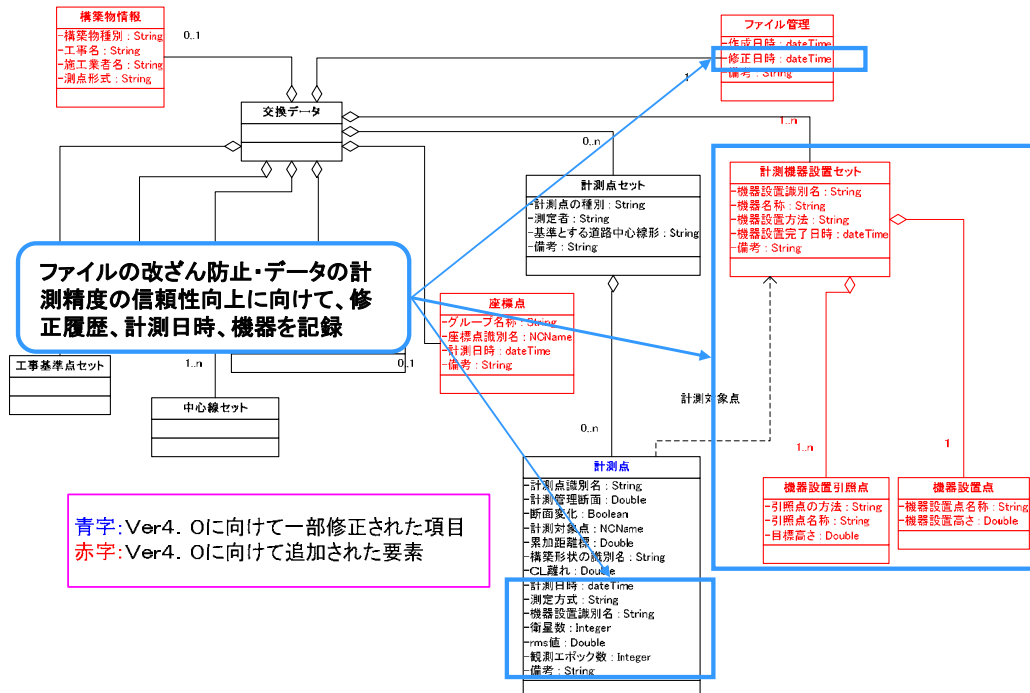 構築物情報
-構築物種別 : String
-工事名 : String
-施工業者名 : String
-測点形式 : String
0..1
ファイル管理
-作成日時 : dateTime
-修正日時 : dateTime
-備考 : String
1
交換データ
0..n
1..n
計測点セット
-計測点の種別 : String
-測定者 : String
-基準とする道路中心線形 : String
-備考 : String
計測機器設置セット
-機器設置識別名 : String
-機器名称 : String
-機器設置方法 : String
-機器設置完了日時 : dateTime
-備考 : String
ファイルの改ざん防止・データの計
測精度の信頼性向上に向けて、修
正履歴、計測日時、機器を記録
座標点
-グループ名称 : String
-座標点識別名 : NCName
-計測日時 : dateTime
-備考 : String
工事基準点セット
1..n
0..1
中心線セット
計測対象点
0..n
1..n
1
計測点
-計測点識別名 : String
-計測管理断面 : Double
-断面変化 : Boolean
-計測対象点 : NCName
-累加距離標 : Double
-構築形状の識別名 : String
-CL離れ : Double
-計測日時 : dateTime
-測定方式 : String
-機器設置識別名 : String
-衛星数 : Integer
-rms値 : Double
-観測エポック数 : Integer
-備考 : String
機器設置引照点
-引照点の方法 : String
-引照点名称 : String
-目標高さ : Double
機器設置点
-機器設置点名称 : String
-機器設置高さ : Double
青字:Ver4.0に向けて一部修正された項目
赤字:Ver4.0に向けて追加された要素